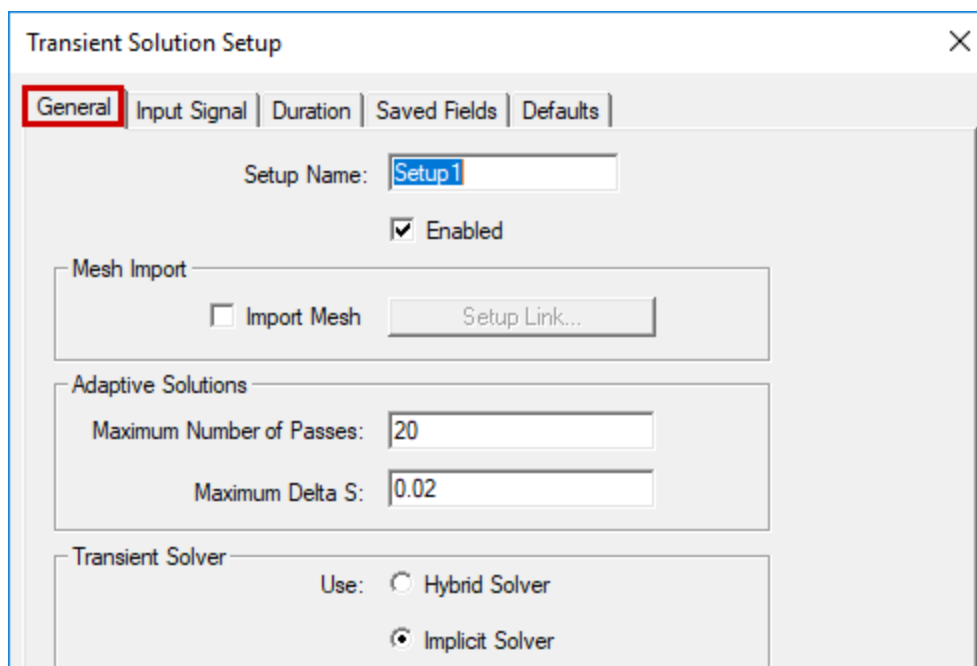 Transient Solution Setup
General Input Signal Duration Saved Fields Defaults
Setup Name: Setup1
Enabled
Mesh Import
Import Mesh Setup Link...
Adaptive Solutions
Maximum Number of Passes: 20
Maximum Delta S: 0.02
Transient Solver
Use: Hybrid Solver
Implicit Solver